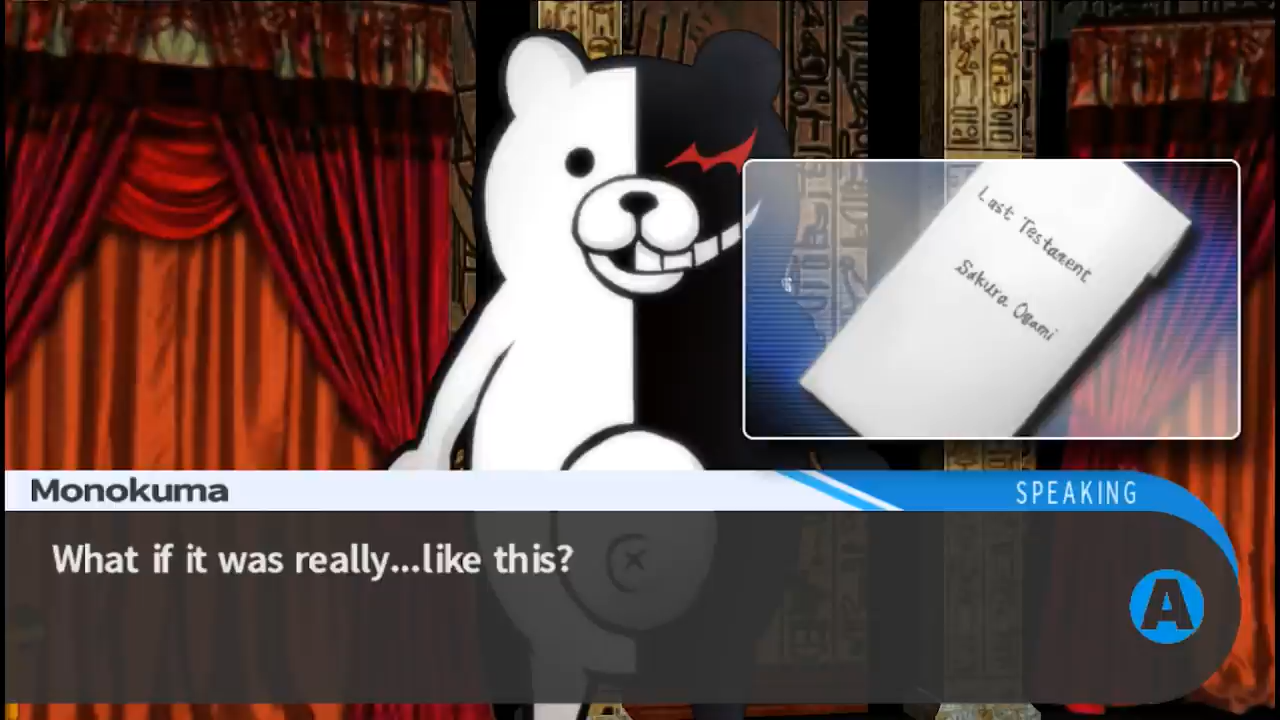 Last Testament
Sakura Ogami
Monokuma
SPEAKING
What if it was really...like this?
A